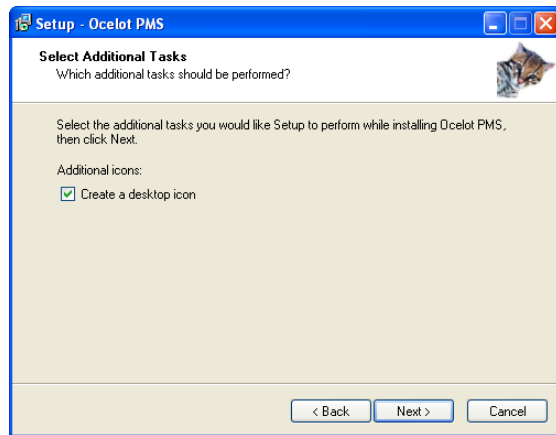 Setup - Ocelot PMS
Select Additional Tasks
Which additional tasks should be performed?
Select the additional tasks you would like Setup to perform while installing Ocelot PMS,
then click Next.
Additional icons:
Create a desktop icon
< Back Next > Cancel